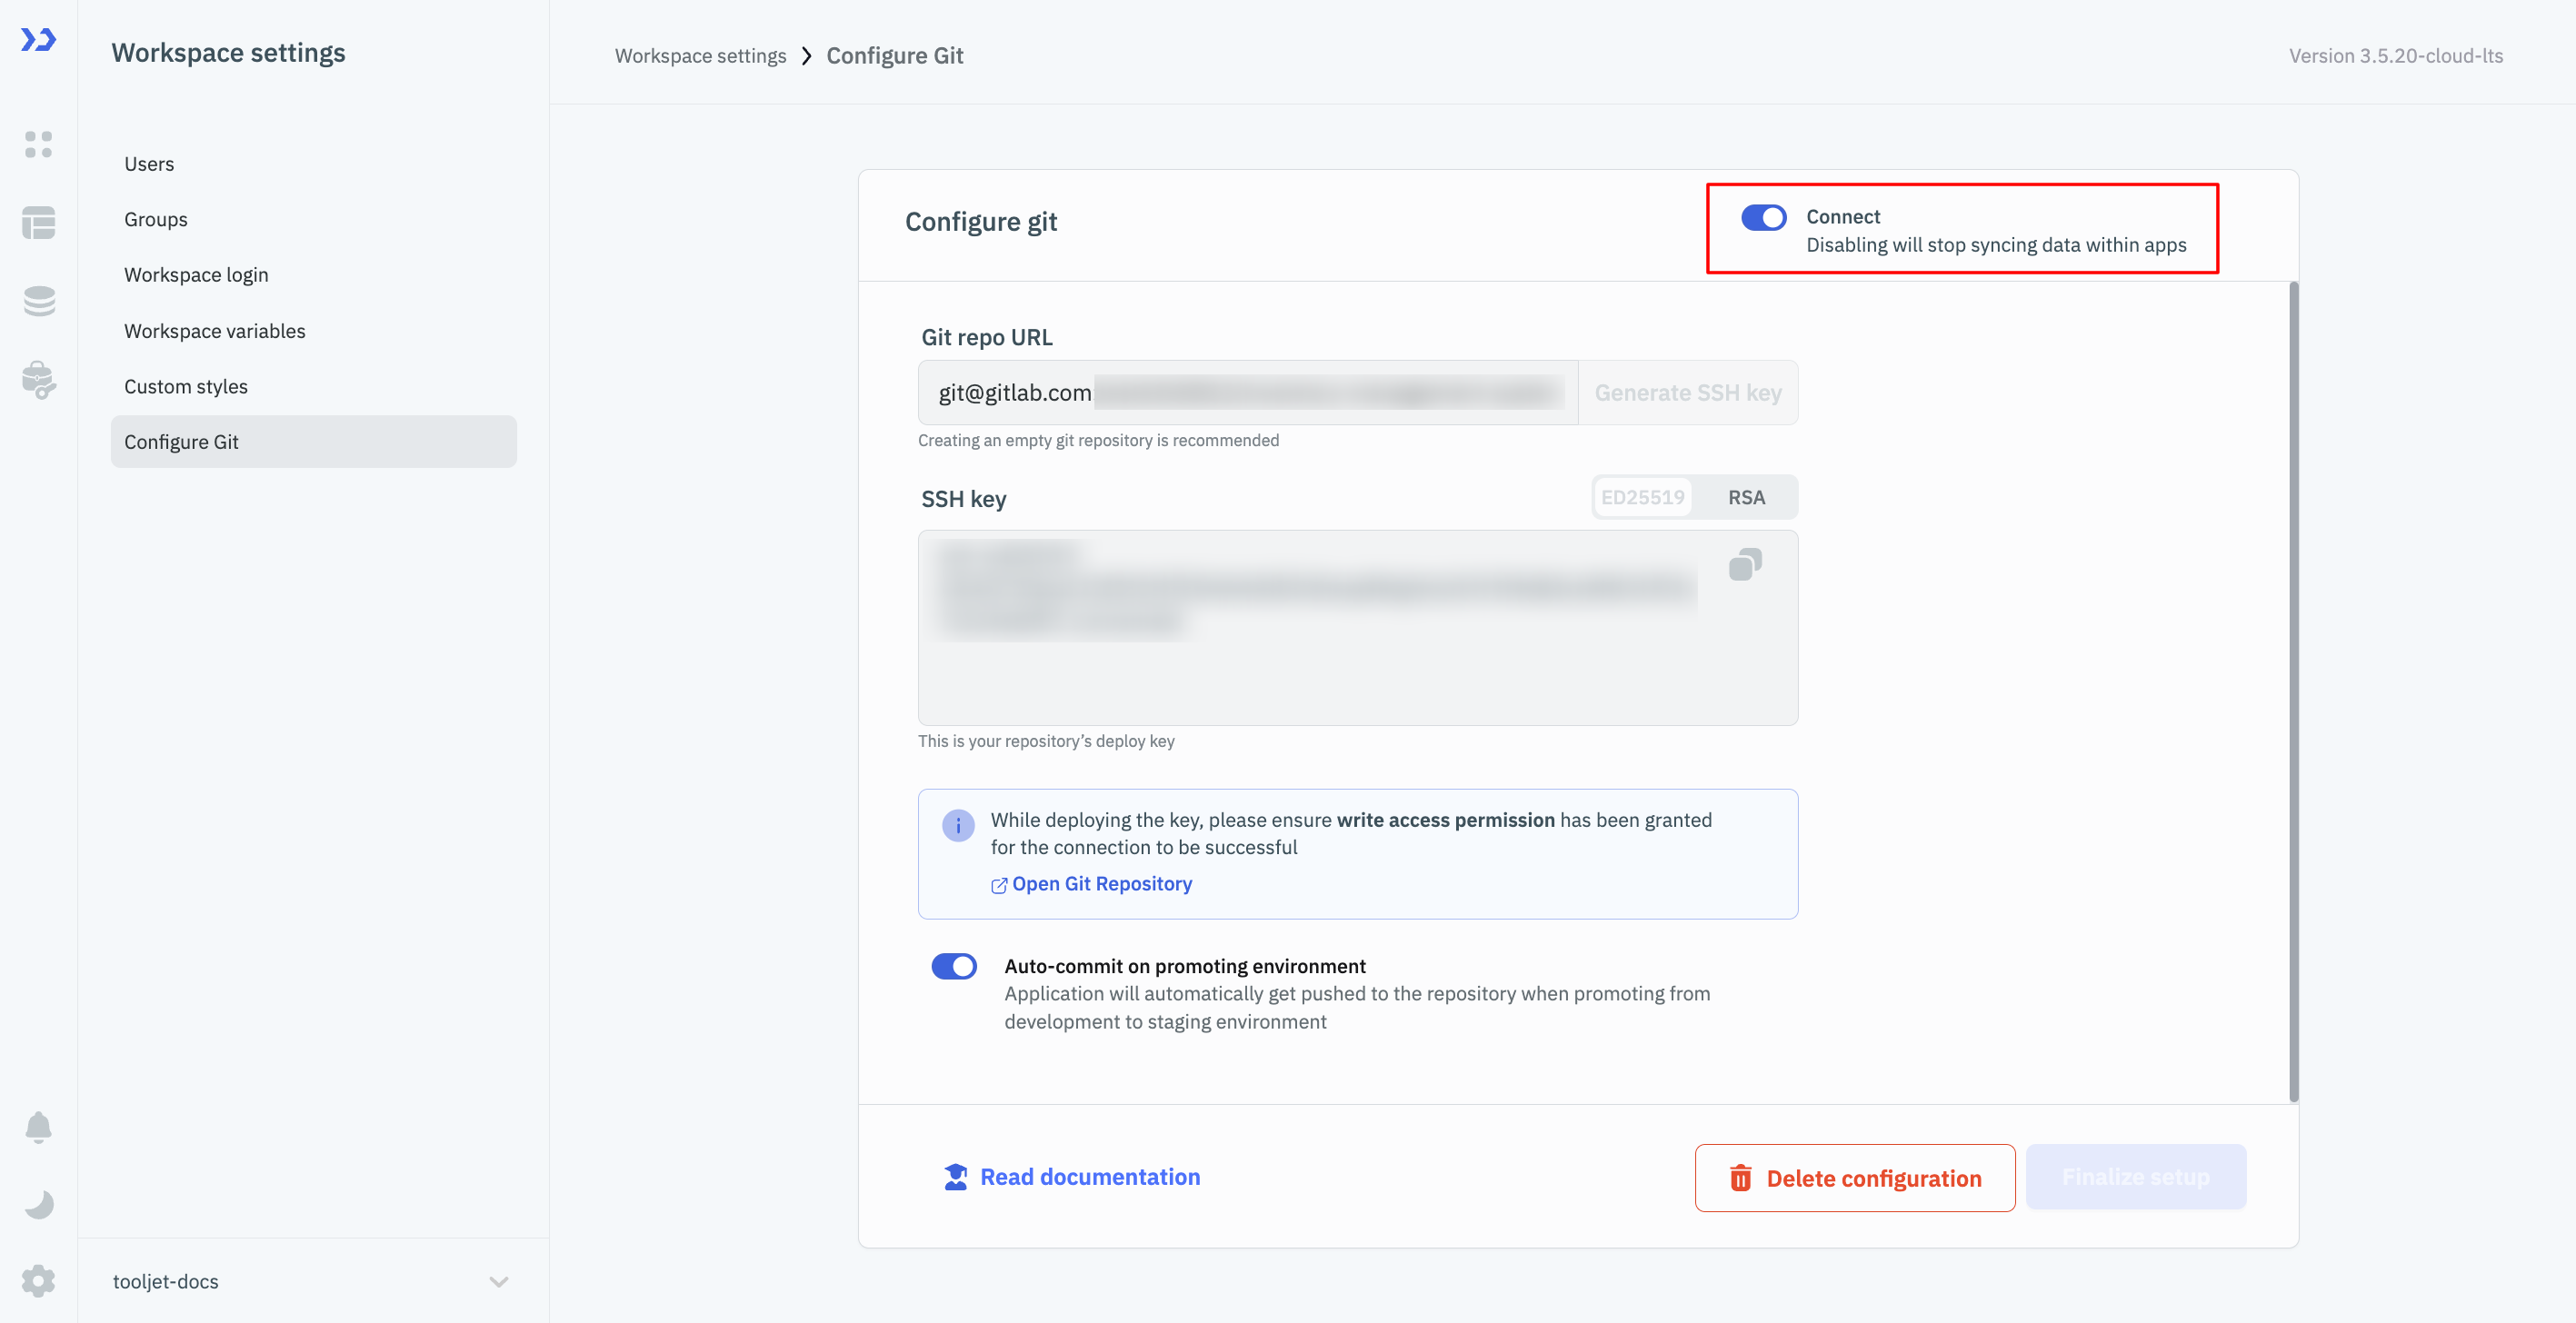 Workspace settings
Users
Groups
Workspace login
Workspace variables
Custom styles
Configure Git
tooljet-docs
Workspace settings
Configure Git
Version 3.5.20-cloud-lts
Configure git
Connect
Disabling will stop syncing data within apps
Git repo URL
git@gitlab.com
Generate SSH key
Creating an empty git repository is recommended
SSH key
ED25519
RSA
This is your repository’s deploy key
While deploying the key, please ensure write access permission has been granted
for the connection to be successful
Open Git Repository
Auto-commit on promoting environment
Application will automatically get pushed to the repository when promoting from
development to staging environment
Read documentation
Delete configuration
Finalize setup